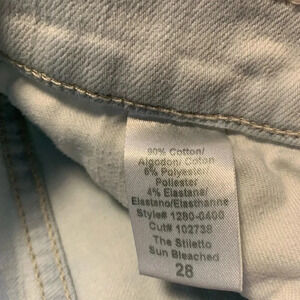 90% Cotton/
Algodon/ Coton
6% Polyester/
Poliester
4% Elastana/
Elastano/Elasthanne
Style# 1280-0400
Cut# 102738
The Stiletto
Sun Bleached
28